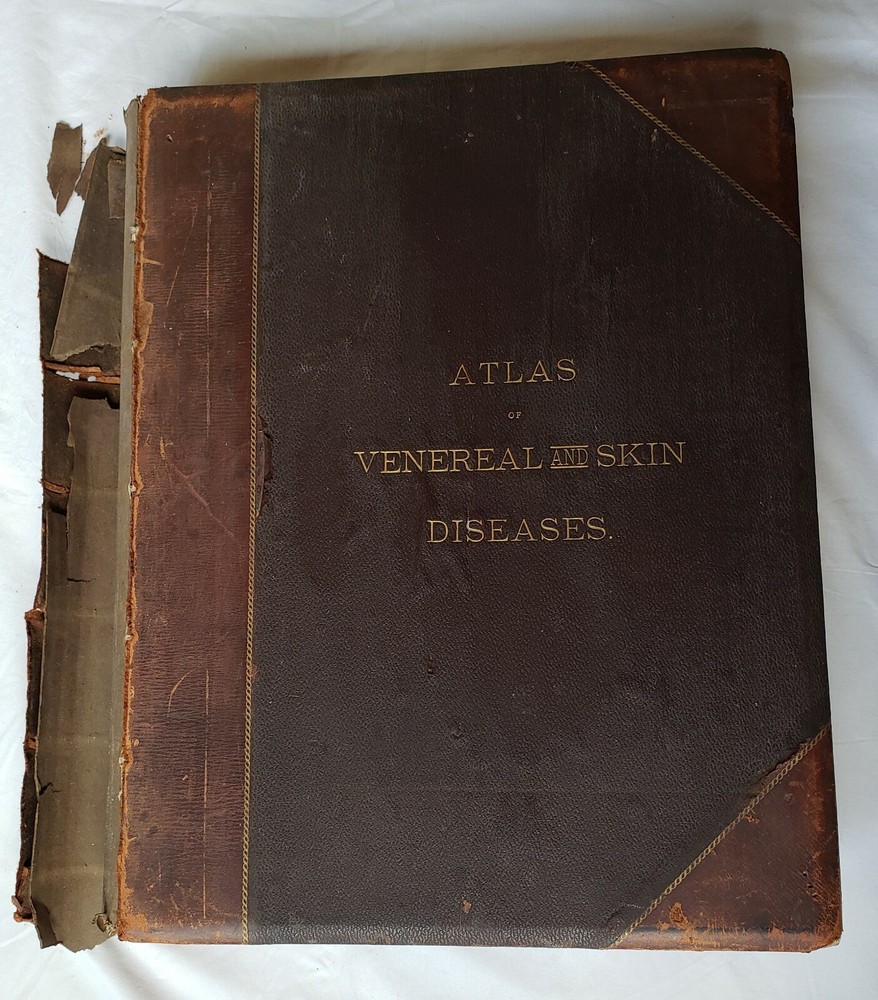 ATLAS
OF
VENEREAL AND SKIN
DISEASES.